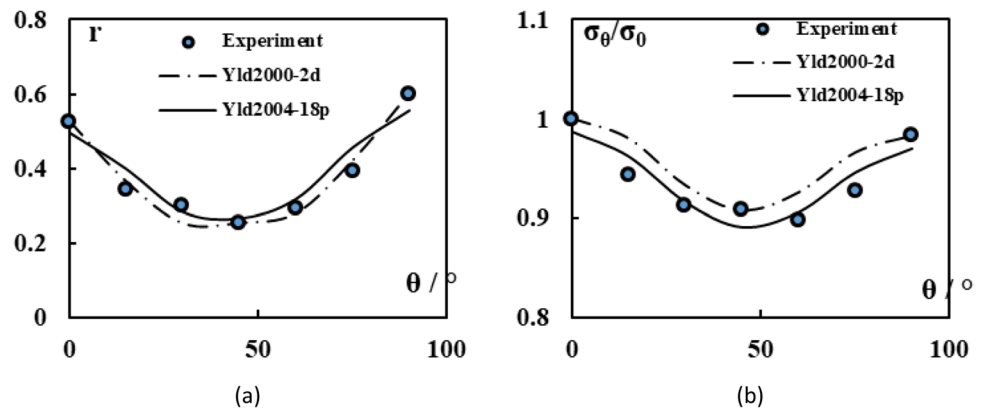 0.8
0.6
0.4
0.2
0
r
Experiment
Yld2000-2d
Yld2004-18p
θ / °
0
50
100
(a)
1.1
1
0.9
0.8
σθ/σ0
Experiment
Yld2000-2d
Yld2004-18p
θ / °
0
50
100
(b)